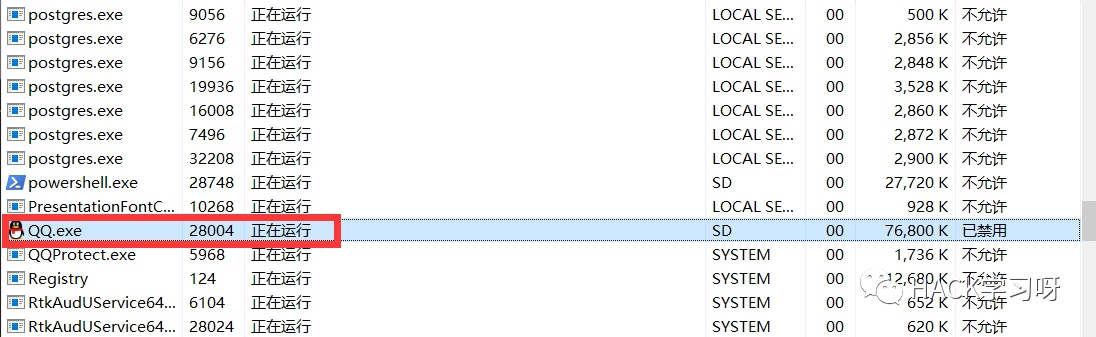 postgres.exe 9056 正在运行 LOCAL SE... 00 500 K 不允许
postgres.exe 6276 正在运行 LOCAL SE... 00 2,856 K 不允许
postgres.exe 9156 正在运行 LOCAL SE... 00 2,848 K 不允许
postgres.exe 19936 正在运行 LOCAL SE... 00 3,528 K 不允许
postgres.exe 16008 正在运行 LOCAL SE... 00 2,860 K 不允许
postgres.exe 7496 正在运行 LOCAL SE... 00 2,872 K 不允许
postgres.exe 32208 正在运行 LOCAL SE... 00 2,900 K 不允许
powershell.exe 28748 正在运行 SD 00 27,720 K 不允许
PresentationFontC... 10268 正在运行 LOCAL SE... 00 928 K 不允许
QQ.exe 28004 正在运行 SD 00 76,800 K 已禁用
QQProtect.exe 5968 正在运行 SYSTEM 00 1,736 K 不允许
Registry 124 正在运行 SYSTEM 00 12,680 K 不允许
RtkAudUService64... 6104 正在运行 SYSTEM 00 652 K 不允许
RtkAudUService64... 28024 正在运行 SD 00 620 K 不允许
HACK学习呀